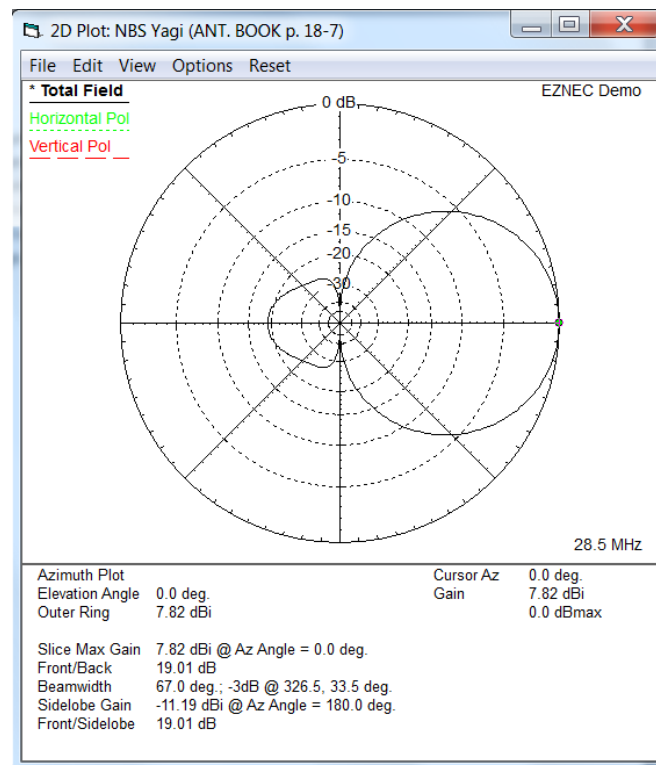 2D Plot: NBS Yagi (ANT. BOOK p. 18-7)
File Edit View Options Reset
* Total Field
EZNEC Demo
Horizontal Pol
Vertical Pol
0 dB
-5
-10
-15
-20
-30
28.5 MHz
Azimuth Plot Cursor Az 0.0 deg.
Elevation Angle 0.0 deg. Gain 7.82 dBi
Outer Ring 7.82 dBi 0.0 dBmax
Slice Max Gain 7.82 dBi @ Az Angle = 0.0 deg.
Front/Back 19.01 dB
Beamwidth 67.0 deg.; -3dB @ 326.5, 33.5 deg.
Sidelobe Gain -11.19 dBi @ Az Angle = 180.0 deg.
Front/Sidelobe 19.01 dB